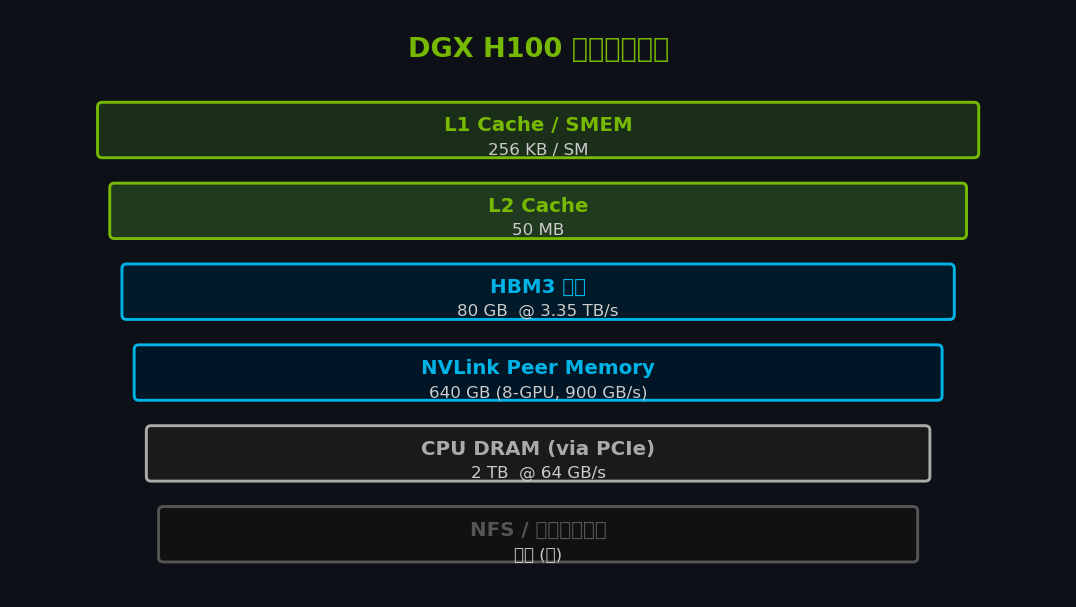 DGX H100
L1 Cache / SMEM
256 KB / SM
L2 Cache
50 MB
HBM3
80 GB @ 3.35 TB/s
NVLink Peer Memory
640 GB (8-GPU, 900 GB/s)
CPU DRAM (via PCIe)
2 TB @ 64 GB/s
NFS /